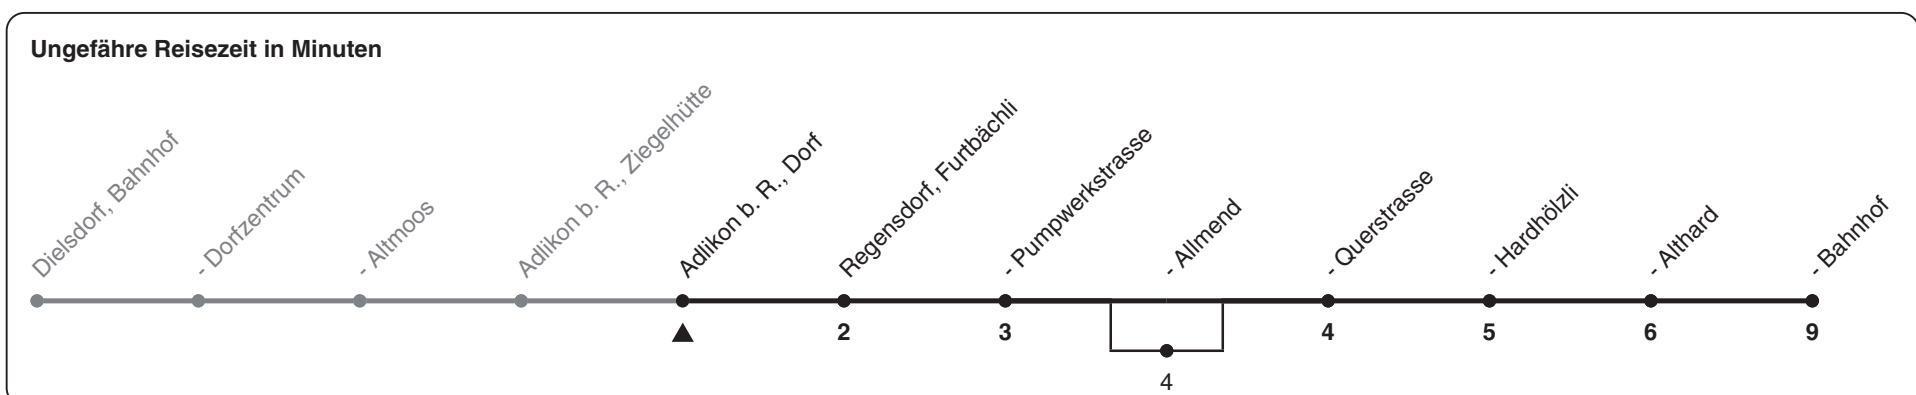 Ungefähre Reisezeit in Minuten
Dielsdorf, Bahnhof
- Dorfzentrum
- Altmoos
Adlikon b. R., Ziegelhütte
Adlikon b. R., Dorf
Regensdorf, Furtbächli
- Pumpwerkstrasse
- Allmend
- Querstrasse
- Hardhölzli
- Althard
- Bahnhof
2
3
4
5
6
9
4